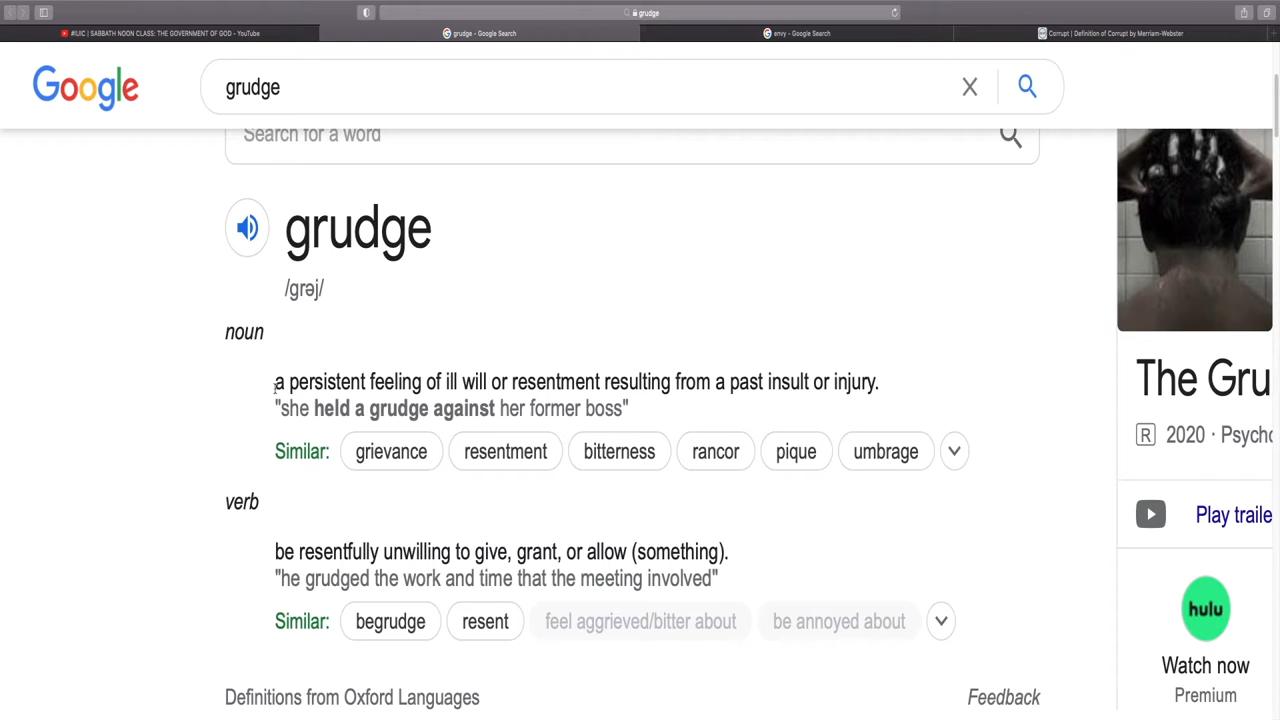 grudge
#IUIC | SABBATH NOON CLASS: THE GOVERNMENT OF GOD - YouTube
grudge - Google Search
envy - Google Search
Corrupt | Definition of Corrupt by Merriam-Webster
Google
grudge
Search for a word
grudge
/ɡrəj/
noun
a persistent feeling of ill will or resentment resulting from a past insult or injury.
"she held a grudge against her former boss"
Similar: grievance resentment bitterness rancor pique umbrage
verb
be resentfully unwilling to give, grant, or allow (something).
"he grudged the work and time that the meeting involved"
Similar: begrudge resent feel aggrieved/bitter about be annoyed about
Definitions from Oxford Languages
Feedback
The Gru
R 2020 · Psycho
Play traile
hulu
Watch now
Premium